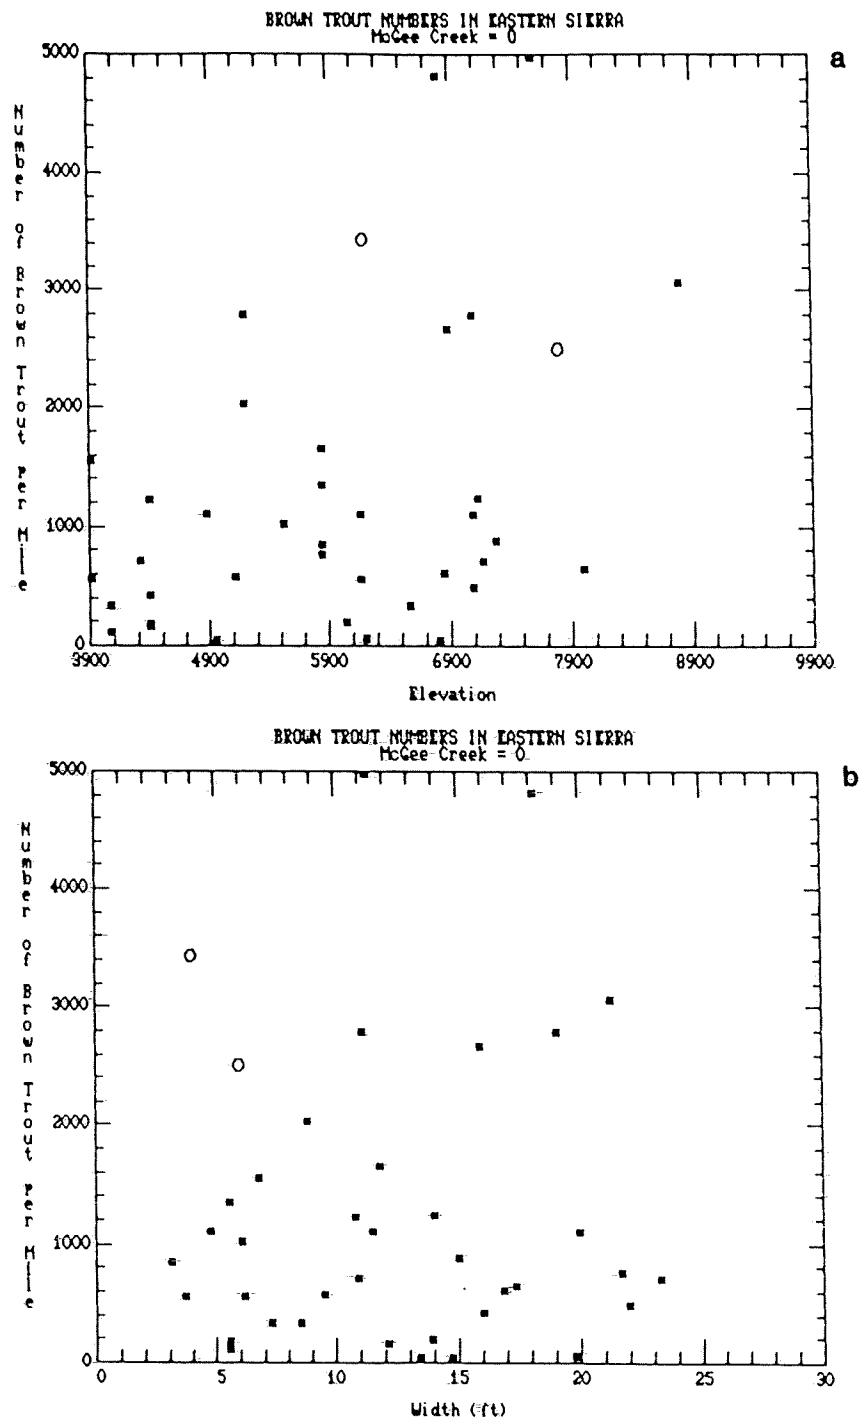 BROWN TROUT NUMBERS IN EASTERN SIERRA
McGee Creek = O
a
Number of Brown Trout per Mile
5000
4000
3000
2000
1000
0
3900 4900 5900 6900 7900 8900 9900
Elevation
BROWN TROUT NUMBERS IN EASTERN SIERRA
McGee Creek = O
b
Number of Brown Trout per Mile
5000
4000
3000
2000
1000
0
0 5 10 15 20 25 30
Width (ft)